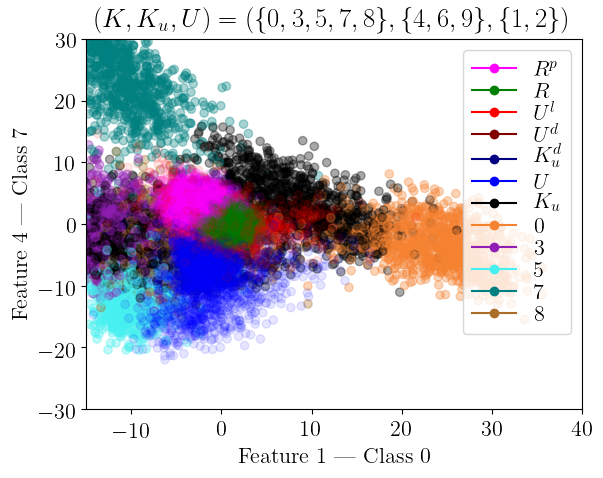 (K, K_u, U) = ({0, 3, 5, 7, 8}, {4, 6, 9}, {1, 2})
30
20
10
0
−10
−20
−30
Feature 4 — Class 7
−10
0
10
20
30
40
Feature 1 — Class 0
R^p
R
U^l
U^d
K_u^d
U
K_u
0
3
5
7
8